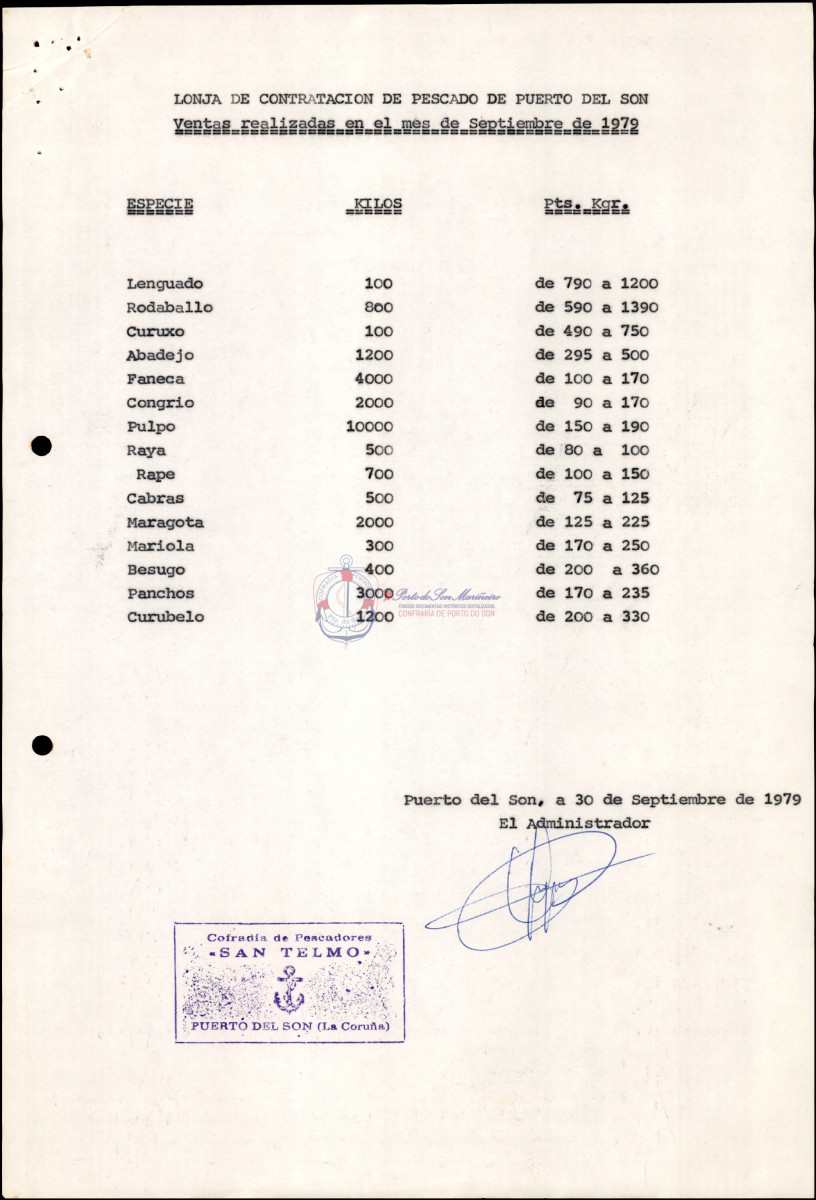 LONJA DE CONTRATACION DE PESCADO DE PUERTO DEL SON
Ventas realizadas en el mes de Septiembre de 1979
ESPECIE KILOS Pts. Kgr.
Lenguado 100 de 790 a 1200
Rodaballo 800 de 590 a 1390
Curuxo 100 de 490 a 750
Abadejo 1200 de 295 a 500
Faneca 4000 de 100 a 170
Congrio 2000 de 90 a 170
Pulpo 10000 de 150 a 190
Raya 500 de 80 a 100
Rape 700 de 100 a 150
Cabras 500 de 75 a 125
Maragota 2000 de 125 a 225
Mariola 300 de 170 a 250
Besugo 400 de 200 a 360
Panchos 3000 de 170 a 235
Curubelo 1200 de 200 a 330
Porto do Son Mariñeiro
FONDOS DOCUMENTAIS HISTÓRICOS DIXITALIZADOS
CONFRARIA DE PORTO DO SON
Puerto del Son, a 30 de Septiembre de 1979
El Administrador
Cofradía de Pescadores
"SAN TELMO"
PUERTO DEL SON (La Coruña)